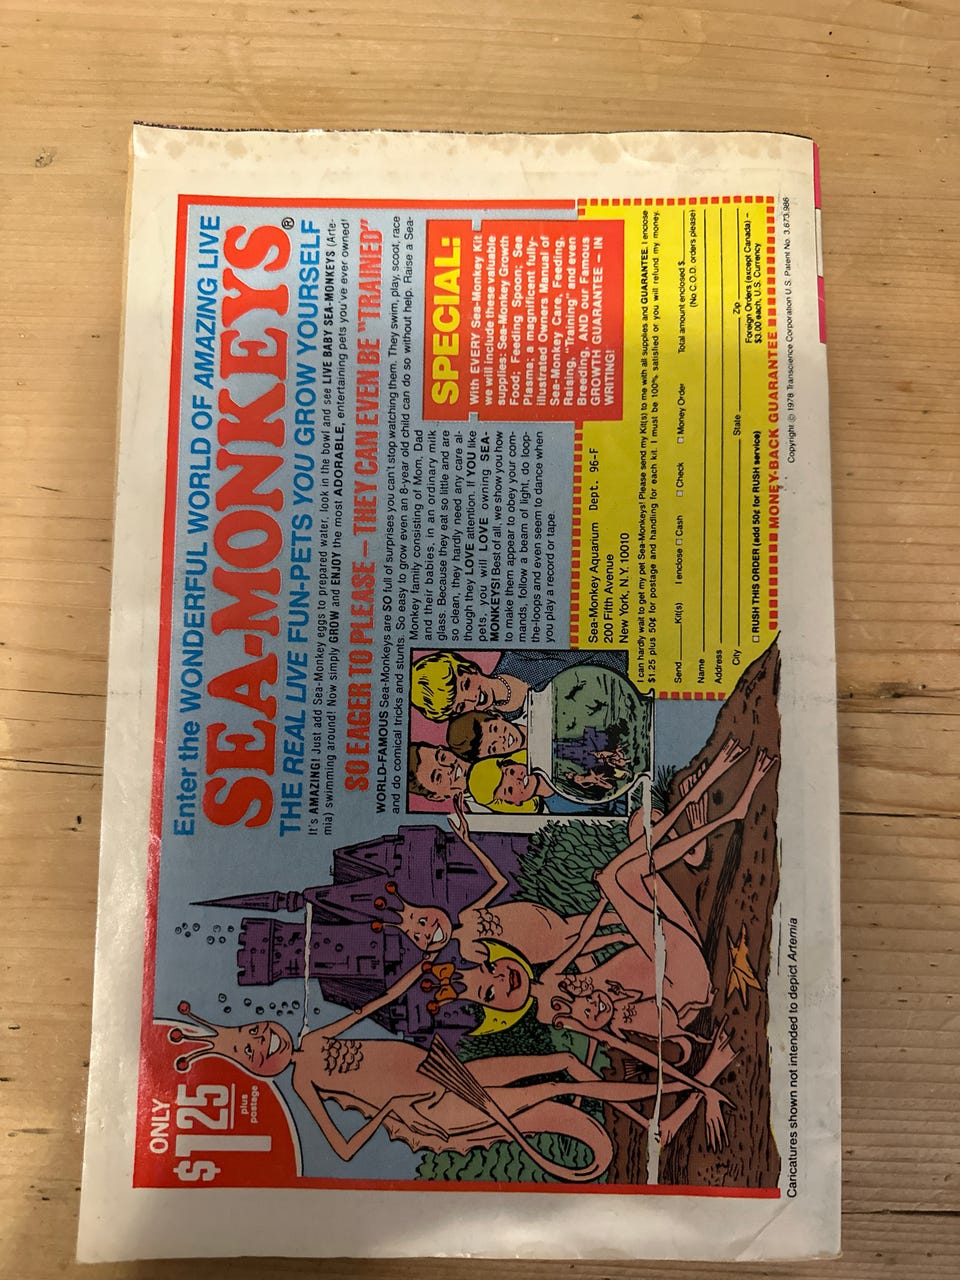 ONLY
$1.25
plus
postage
Enter the WONDERFUL WORLD OF AMAZING LIVE
SEA-MONKEYS®
THE REAL LIVE FUN-PETS YOU GROW YOURSELF
It's AMAZING! Just add Sea-Monkey eggs to prepared water, look in the bowl and see LIVE BABY SEA-MONKEYS (Arte-
mia) swimming around! Now simply GROW and ENJOY the most ADORABLE, entertaining pets you've ever owned!
SO EAGER TO PLEASE – THEY CAN EVEN BE "TRAINED"
WORLD-FAMOUS Sea-Monkeys are SO full of surprises you can't stop watching them. They swim, play, scoot, race
and do comical tricks and stunts. So easy to grow even an 8-year old child can do so without help. Raise a Sea-
Monkey family consisting of Mom, Dad
and their babies, in an ordinary milk
glass. Because they eat so little and are
so clean, they hardly need any care al-
though they LOVE attention. If YOU like
pets, you will LOVE owning SEA-
MONKEYS! Best of all, we show you how
to make them appear to obey your com-
mands, follow a beam of light, do loop-
the-loops and even seem to dance when
you play a record or tape.
SPECIAL:
With EVERY Sea-Monkey Kit
we will include these valuable
supplies: Sea-Monkey Growth
Food; Feeding Spoon; Sea
Plasma; a magnificent fully-
illustrated Owners Manual of
Sea-Monkey Care, Feeding,
Raising, "Training" and even
Breeding, AND our Famous
GROWTH GUARANTEE – IN
WRITING!
Sea-Monkey Aquarium Dept. 96-F
200 Fifth Avenue
New York, N.Y. 10010
I can hardly wait to get my pet Sea-Monkeys! Please send my Kit(s) to me with all supplies and GUARANTEE. I enclose
$1.25 plus 50¢ for postage and handling for each kit. I must be 100% satisfied or you will refund my money.
Send ____ Kit(s) I enclose □ Cash □ Check □ Money Order Total amount enclosed $____
(No C.O.D. orders please)
Name
Address
City State Zip
□ RUSH THIS ORDER (add 50¢ for RUSH service)
Foreign Orders (except Canada) –
$3.00 each, U.S. Currency
MONEY-BACK GUARANTEE
Caricatures shown not intended to depict Artemia
Copyright © 1978 Transcience Corporation U.S. Patent No. 3,673,986